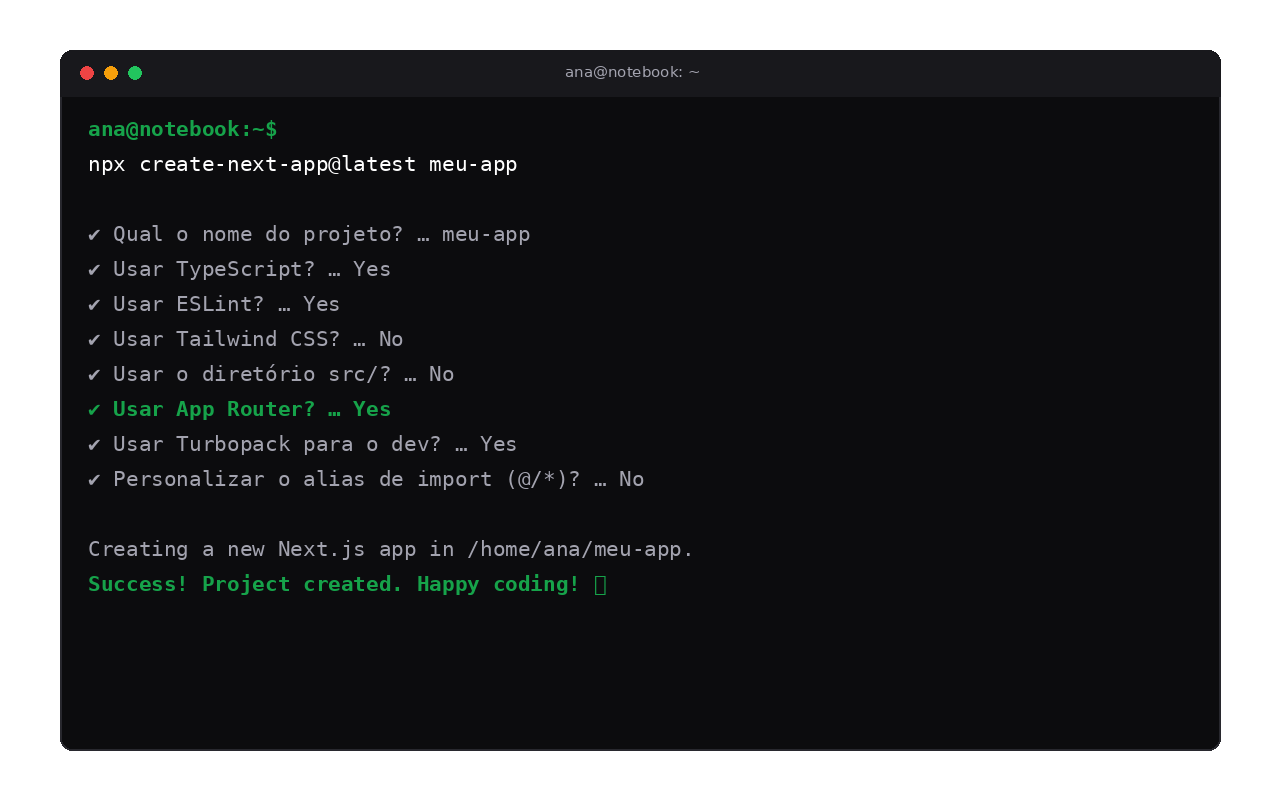 ana@notebook: ~
ana@notebook:~$
npx create-next-app@latest meu-app
✔ Qual o nome do projeto? … meu-app
✔ Usar TypeScript? … Yes
✔ Usar ESLint? … Yes
✔ Usar Tailwind CSS? … No
✔ Usar o diretório src/? … No
✔ Usar App Router? … Yes
✔ Usar Turbopack para o dev? … Yes
✔ Personalizar o alias de import (@/*)? … No
Creating a new Next.js app in /home/ana/meu-app.
Success! Project created. Happy coding!